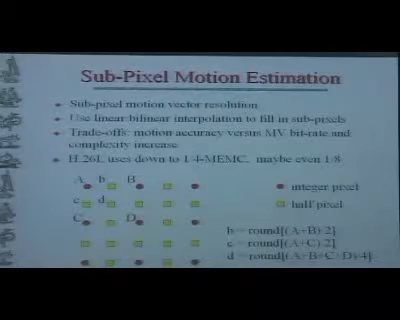 Sub-Pixel Motion Estimation
Sub-pixel motion vector resolution
Use linear bilinear interpolation to fill in sub-pixels
Trade-offs: motion accuracy versus MV bit-rate and
complexity increase
H.26L uses down to 1/4-MEMC, maybe even 1/8
A b B
integer pixel
c d
half pixel
C D
b = round[(A+B)/2]
c = round[(A+C)/2]
d = round[(A+B+C+D)/4]